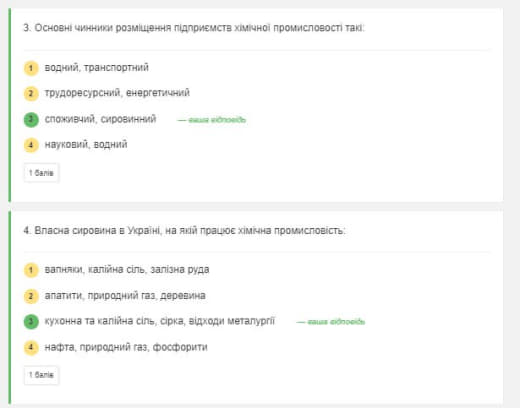 3. Основні чинники розміщення підприємств хімічної промисловості такі:
1 водний, транспортний
2 трудоресурсний, енергетичний
3 споживчий, сировинний — ваша відповідь
4 науковий, водний
1 балів
4. Власна сировина в Україні, на якій працює хімічна промисловість:
1 вапняки, калійна сіль, залізна руда
2 апатити, природний газ, деревина
3 кухонна та калійна сіль, сірка, відходи металургії — ваша відповідь
4 нафта, природний газ, фосфорити
1 балів